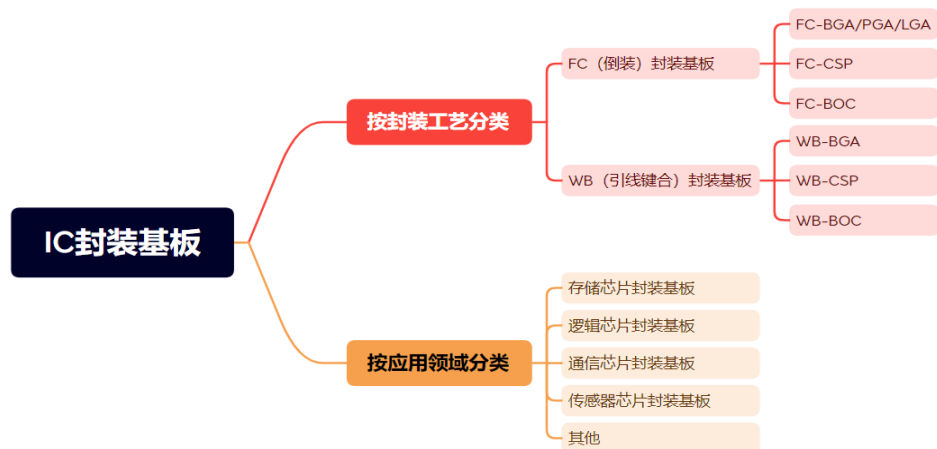 IC封装基板
按封装工艺分类
FC（倒装）封装基板
FC-BGA/PGA/LGA
FC-CSP
FC-BOC
WB（引线键合）封装基板
WB-BGA
WB-CSP
WB-BOC
按应用领域分类
存储芯片封装基板
逻辑芯片封装基板
通信芯片封装基板
传感器芯片封装基板
其他